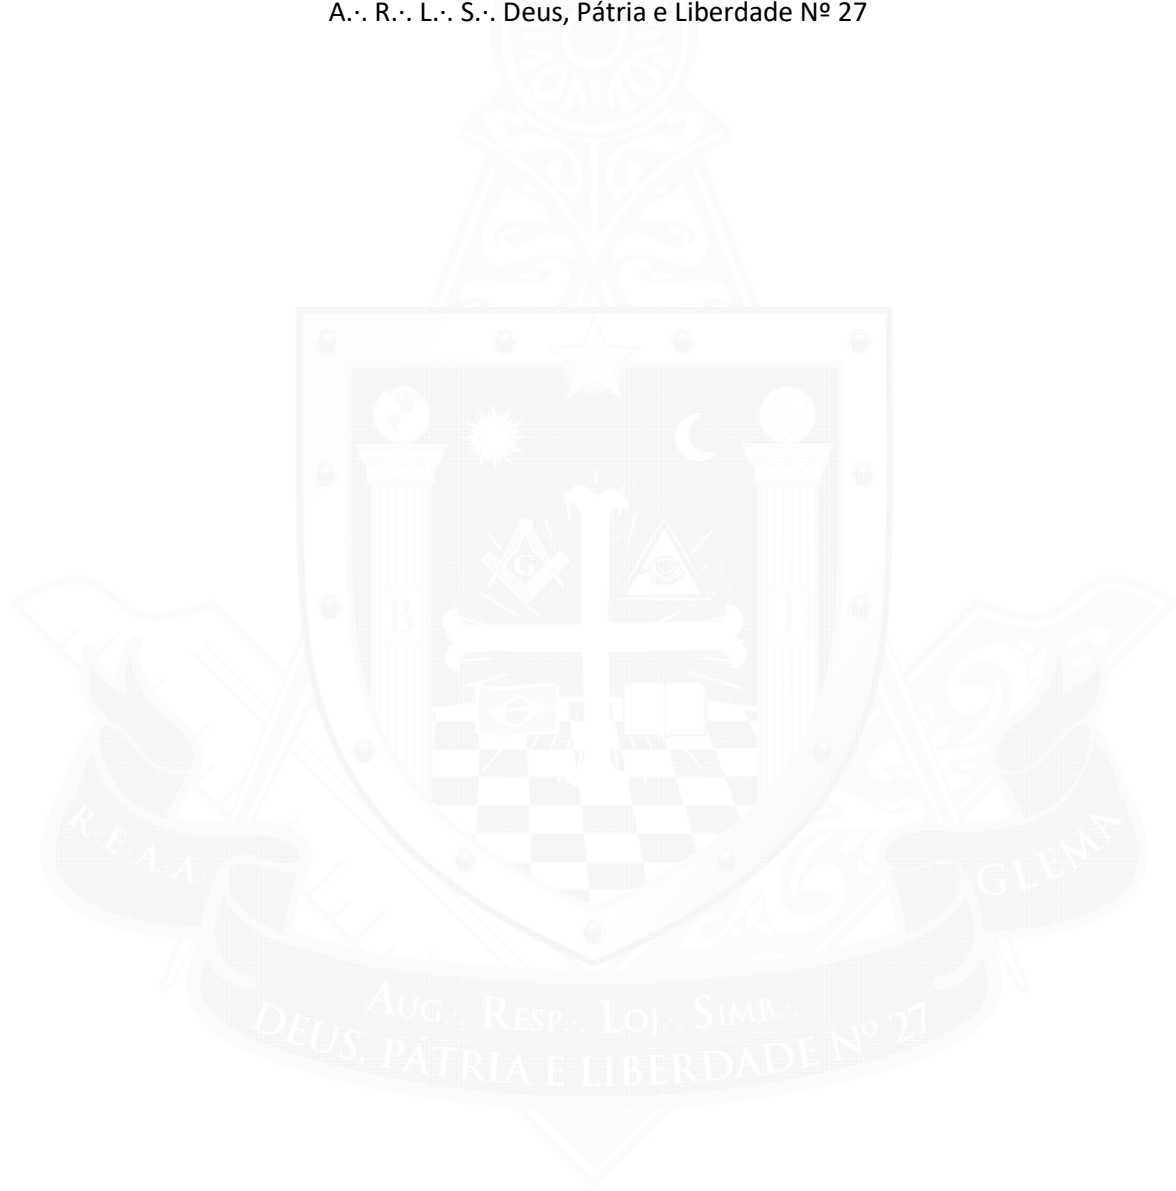 A.·. R.·. L.·. S.·. Deus, Pátria e Liberdade Nº 27
G
B
J
R.E.A.A.
GLEMA
AUG.·. RESP.·. LOJ.·. SIMB.·.
DEUS, PÁTRIA E LIBERDADE Nº 27